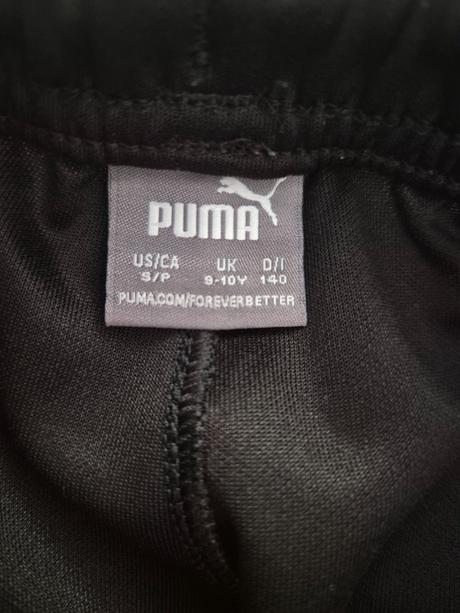 PUMA
US/CA UK D/I
S/P 9-10Y 140
PUMA.COM/FOREVERBETTER